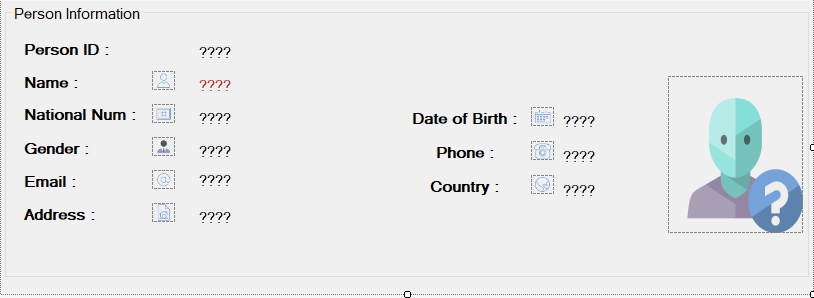 Person Information
Person ID : ????
Name : ????
National Num : ????
Date of Birth : ????
Gender : ????
Phone : ????
Email : ????
Country : ????
Address : ????
?